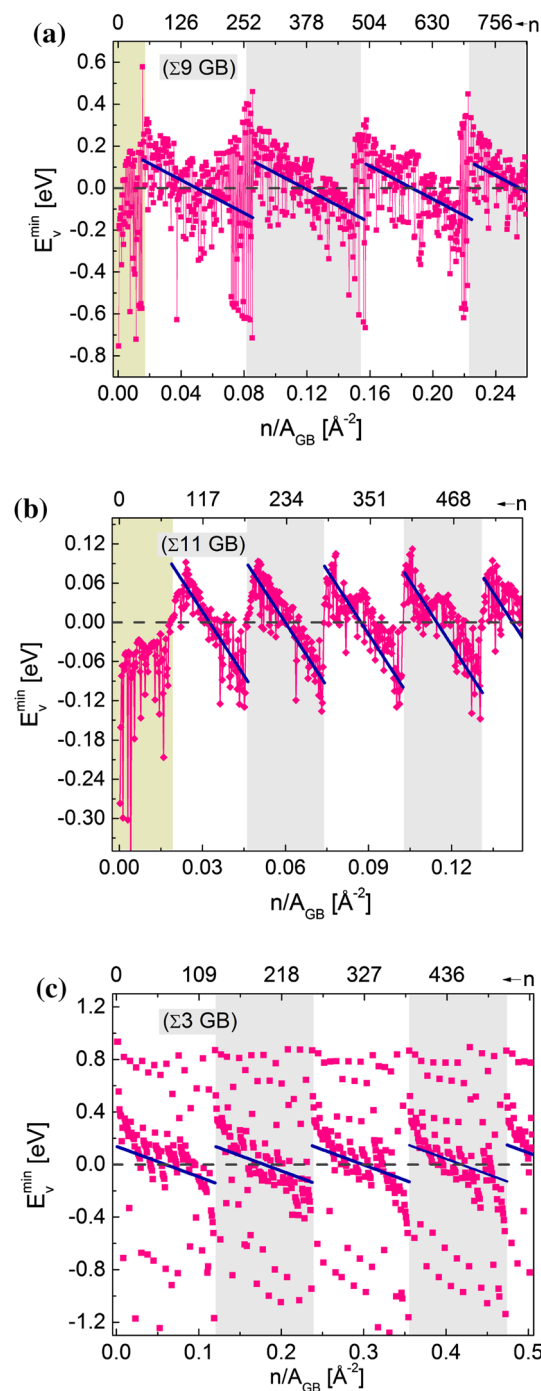 0 126 252 378 504 630 756 ←n
(a)
(Σ9 GB)
0.6
0.4
0.2
0.0
-0.2
-0.4
-0.6
-0.8
E_v^min [eV]
0.00 0.04 0.08 0.12 0.16 0.20 0.24
n/A_GB [Å^-2]
0 117 234 351 468 ←n
(b)
(Σ11 GB)
0.12
0.06
0.00
-0.06
-0.12
-0.18
-0.24
-0.30
E_v^min [eV]
0.00 0.03 0.06 0.09 0.12
n/A_GB [Å^-2]
0 109 218 327 436 ←n
(c)
(Σ3 GB)
1.2
0.8
0.4
0.0
-0.4
-0.8
-1.2
E_v^min [eV]
0.0 0.1 0.2 0.3 0.4 0.5
n/A_GB [Å^-2]